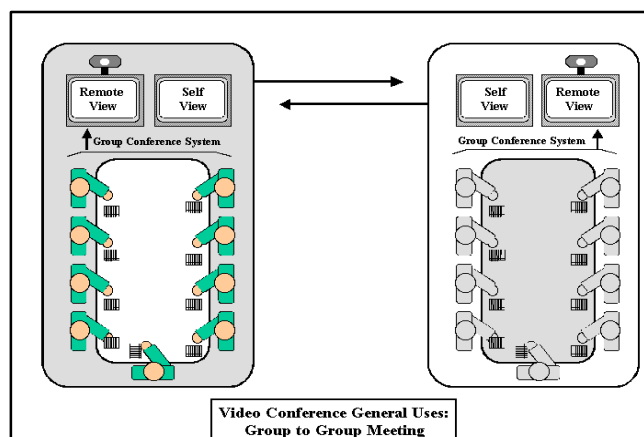 Remote
View
Self
View
Group Conference System
Self
View
Remote
View
Group Conference System
Video Conference General Uses:
Group to Group Meeting